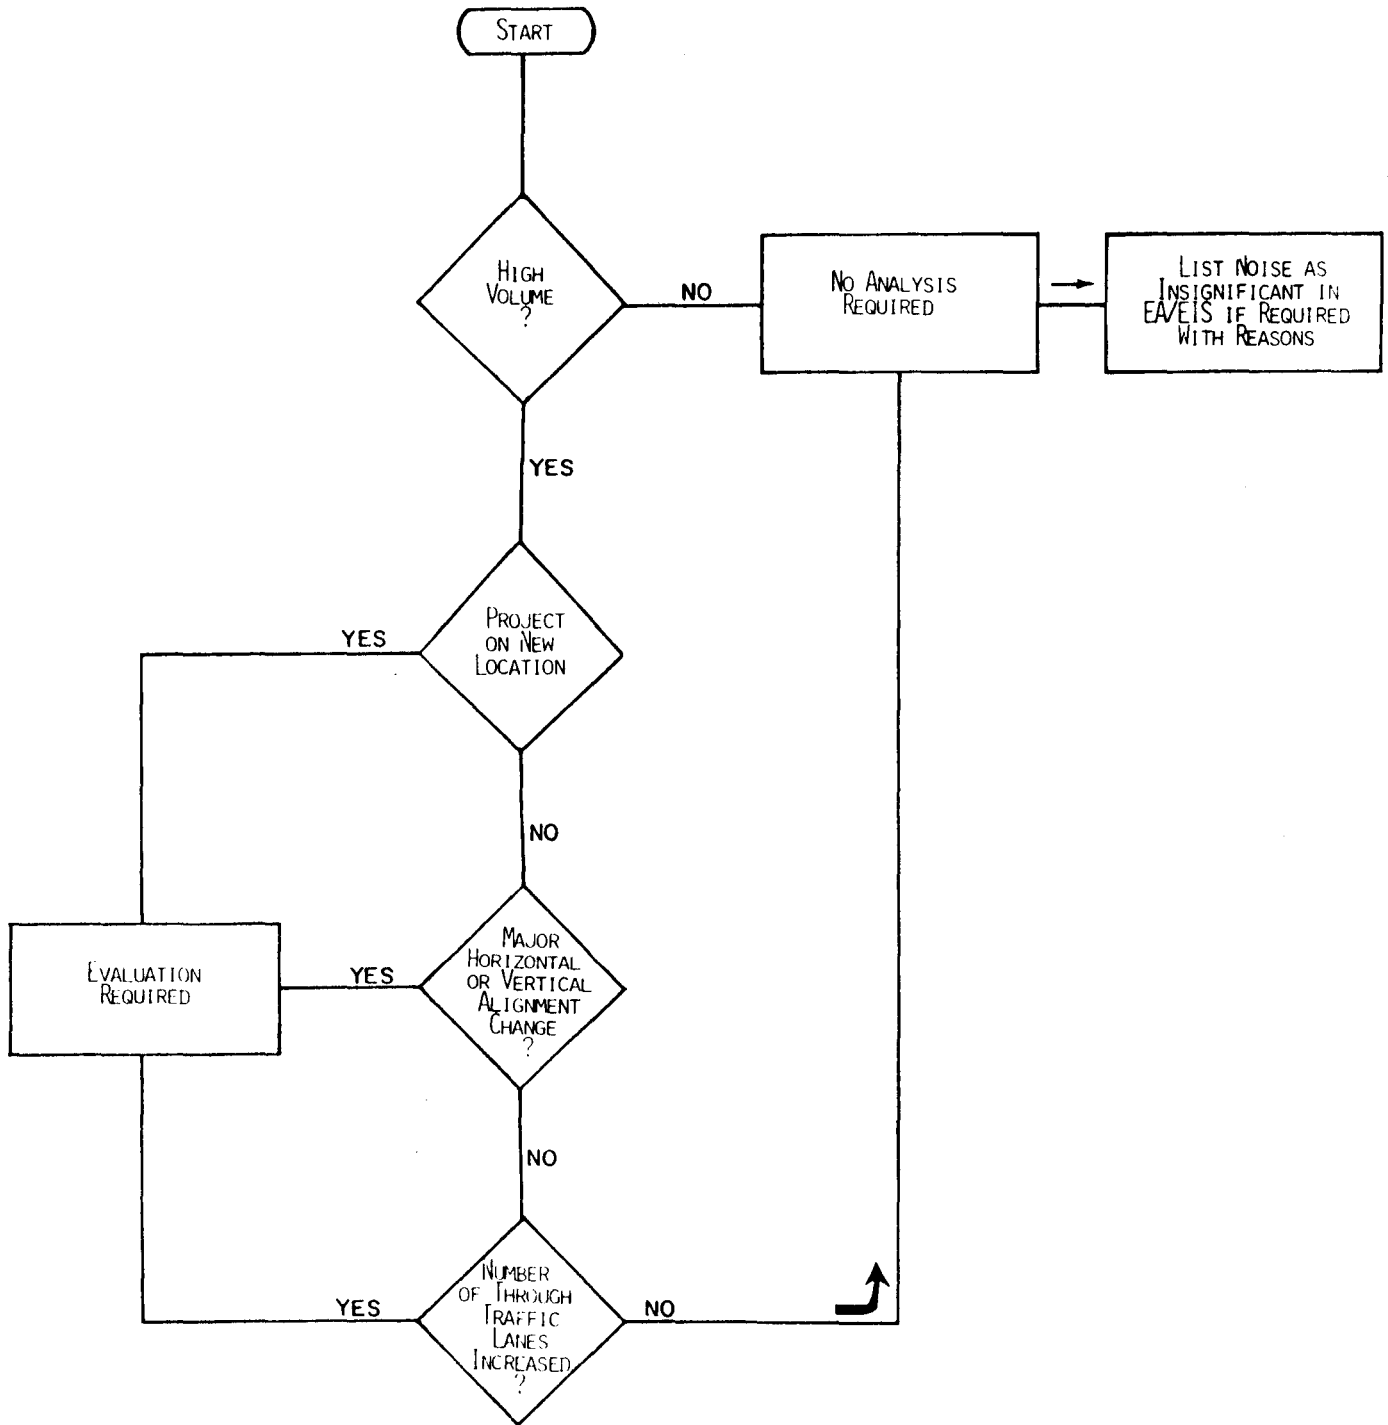 START
HIGH
VOLUME
?
NO
NO ANALYSIS
REQUIRED
LIST NOISE AS
INSIGNIFICANT IN
EA/EIS IF REQUIRED
WITH REASONS
YES
PROJECT
ON NEW
LOCATION
YES
NO
MAJOR
HORIZONTAL
OR VERTICAL
ALIGNMENT
CHANGE
?
YES
EVALUATION
REQUIRED
NO
NUMBER
OF THROUGH
TRAFFIC
LANES
INCREASED
?
YES
NO